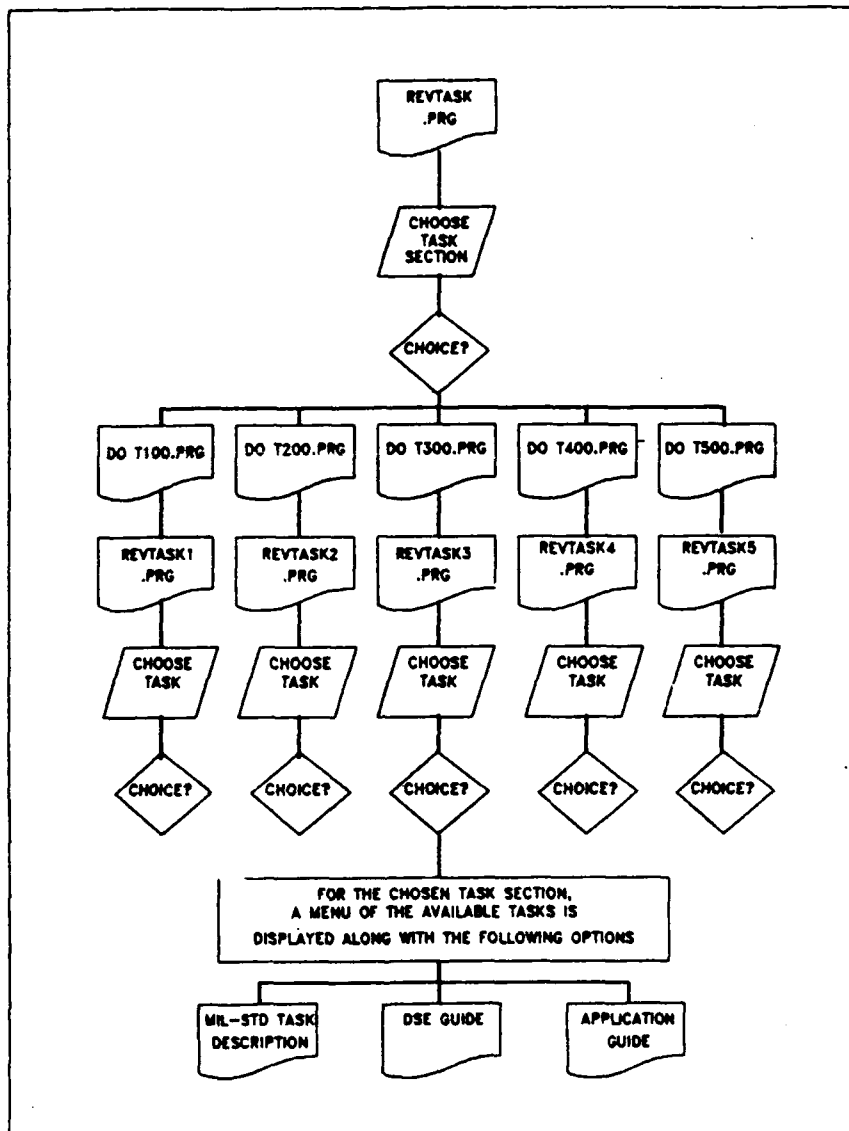 REVTASK
.PRG
CHOOSE
TASK
SECTION
CHOICE?
DO T100.PRG
DO T200.PRG
DO T300.PRG
DO T400.PRG
DO T500.PRG
REVTASK1
.PRG
REVTASK2
.PRG
REVTASK3
.PRG
REVTASK4
.PRG
REVTASK5
.PRG
CHOOSE
TASK
CHOOSE
TASK
CHOOSE
TASK
CHOOSE
TASK
CHOOSE
TASK
CHOICE?
CHOICE?
CHOICE?
CHOICE?
CHOICE?
FOR THE CHOSEN TASK SECTION,
A MENU OF THE AVAILABLE TASKS IS
DISPLAYED ALONG WITH THE FOLLOWING OPTIONS
MIL-STD TASK
DESCRIPTION
DSE GUIDE
APPLICATION
GUIDE